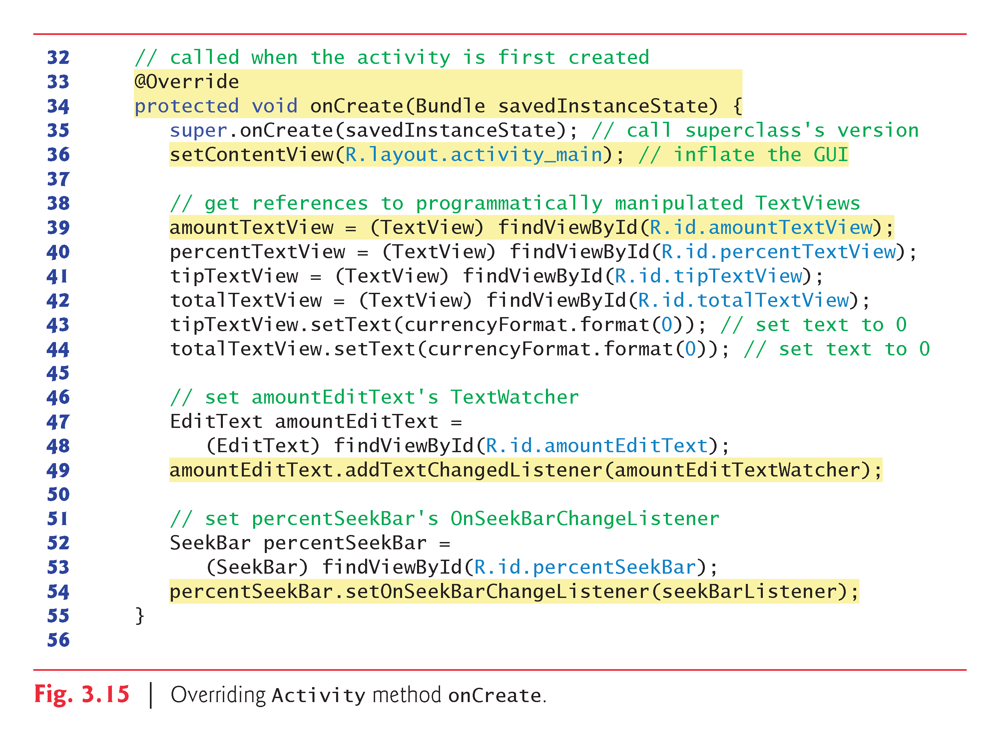 32 // called when the activity is first created
33 @Override
34 protected void onCreate(Bundle savedInstanceState) {
35 super.onCreate(savedInstanceState); // call superclass's version
36 setContentView(R.layout.activity_main); // inflate the GUI
37
38 // get references to programmatically manipulated TextViews
39 amountTextView = (TextView) findViewById(R.id.amountTextView);
40 percentTextView = (TextView) findViewById(R.id.percentTextView);
41 tipTextView = (TextView) findViewById(R.id.tipTextView);
42 totalTextView = (TextView) findViewById(R.id.totalTextView);
43 tipTextView.setText(currencyFormat.format(0)); // set text to 0
44 totalTextView.setText(currencyFormat.format(0)); // set text to 0
45
46 // set amountEditText's TextWatcher
47 EditText amountEditText =
48 (EditText) findViewById(R.id.amountEditText);
49 amountEditText.addTextChangedListener(amountEditTextWatcher);
50
51 // set percentSeekBar's OnSeekBarChangeListener
52 SeekBar percentSeekBar =
53 (SeekBar) findViewById(R.id.percentSeekBar);
54 percentSeekBar.setOnSeekBarChangeListener(seekBarListener);
55 }
56
Fig. 3.15 | Overriding Activity method onCreate.